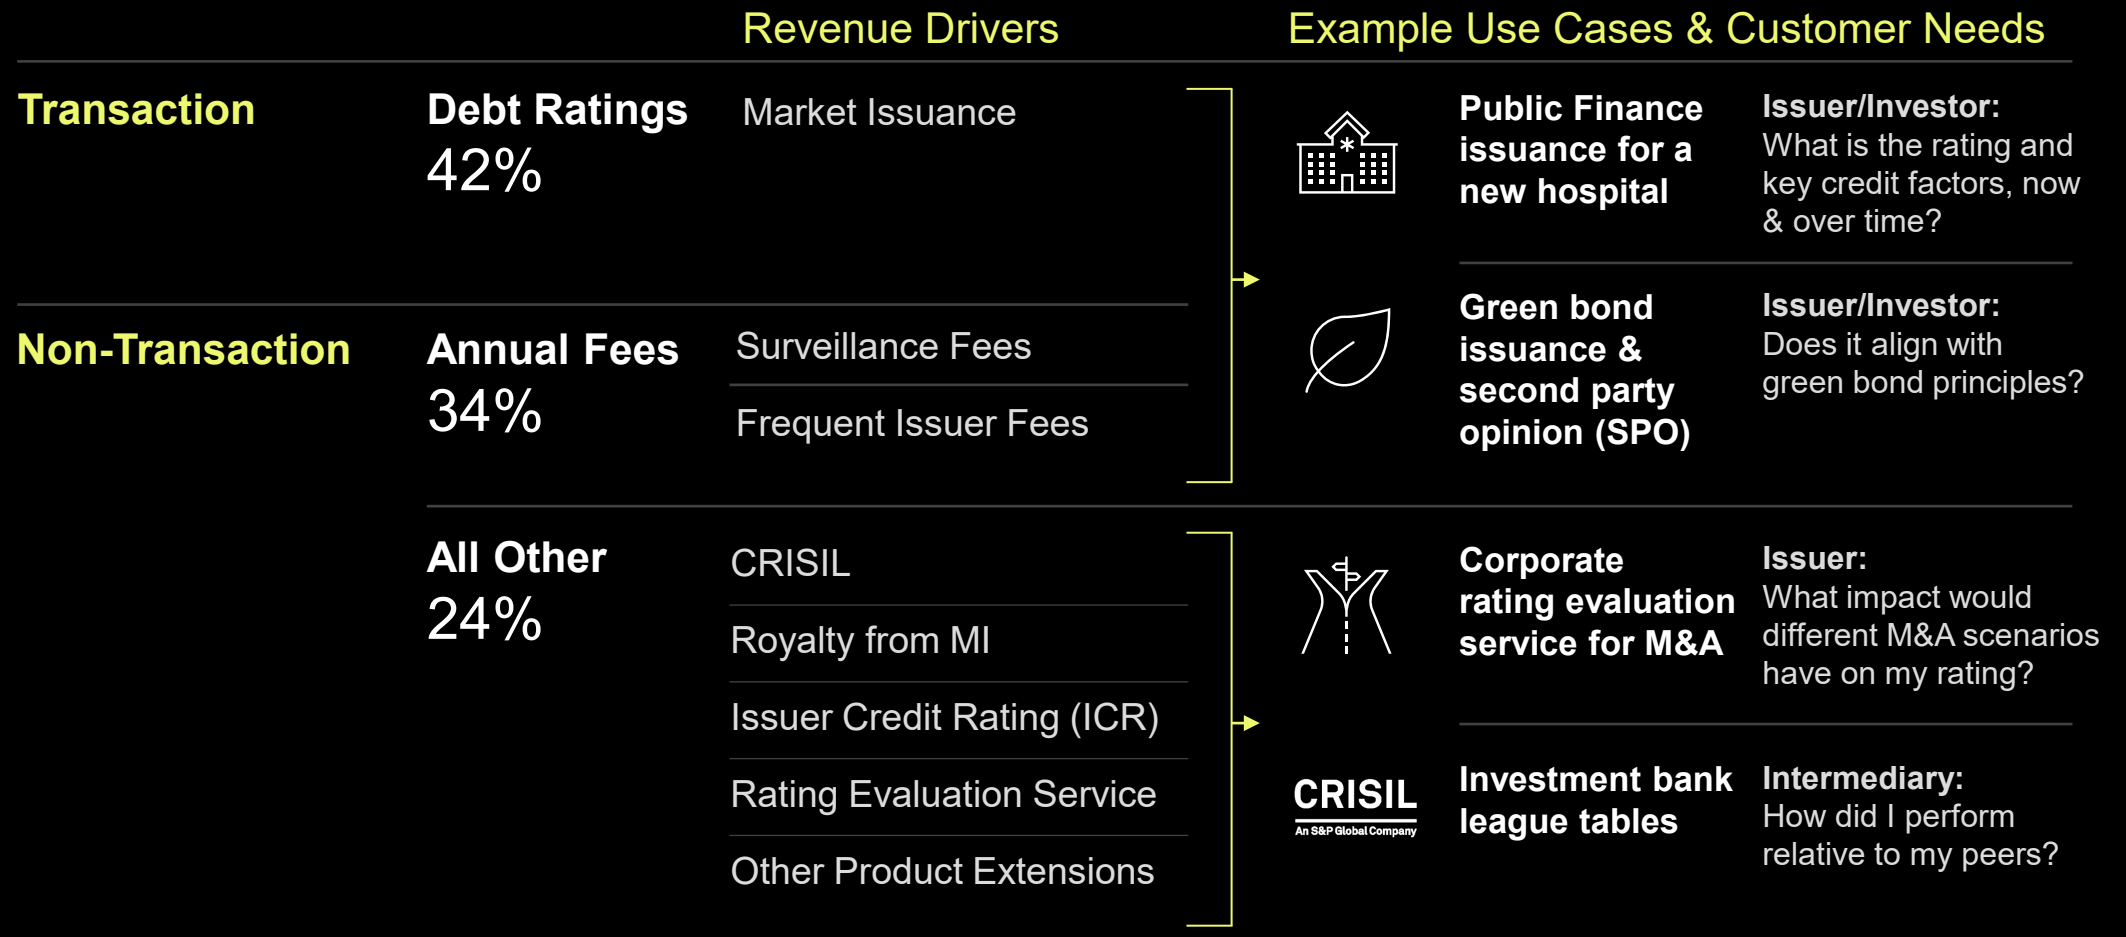 Revenue Drivers
Example Use Cases & Customer Needs
Transaction
Debt Ratings
42%
Market Issuance
Public Finance
issuance for a
new hospital
Issuer/Investor:
What is the rating and
key credit factors, now
& over time?
Green bond
issuance &
second party
opinion (SPO)
Issuer/Investor:
Does it align with
green bond principles?
Non-Transaction
Annual Fees
34%
Surveillance Fees
Frequent Issuer Fees
All Other
24%
CRISIL
Royalty from MI
Issuer Credit Rating (ICR)
Rating Evaluation Service
Other Product Extensions
Corporate
rating evaluation
service for M&A
Issuer:
What impact would
different M&A scenarios
have on my rating?
CRISIL
An S&P Global Company
Investment bank
league tables
Intermediary:
How did I perform
relative to my peers?